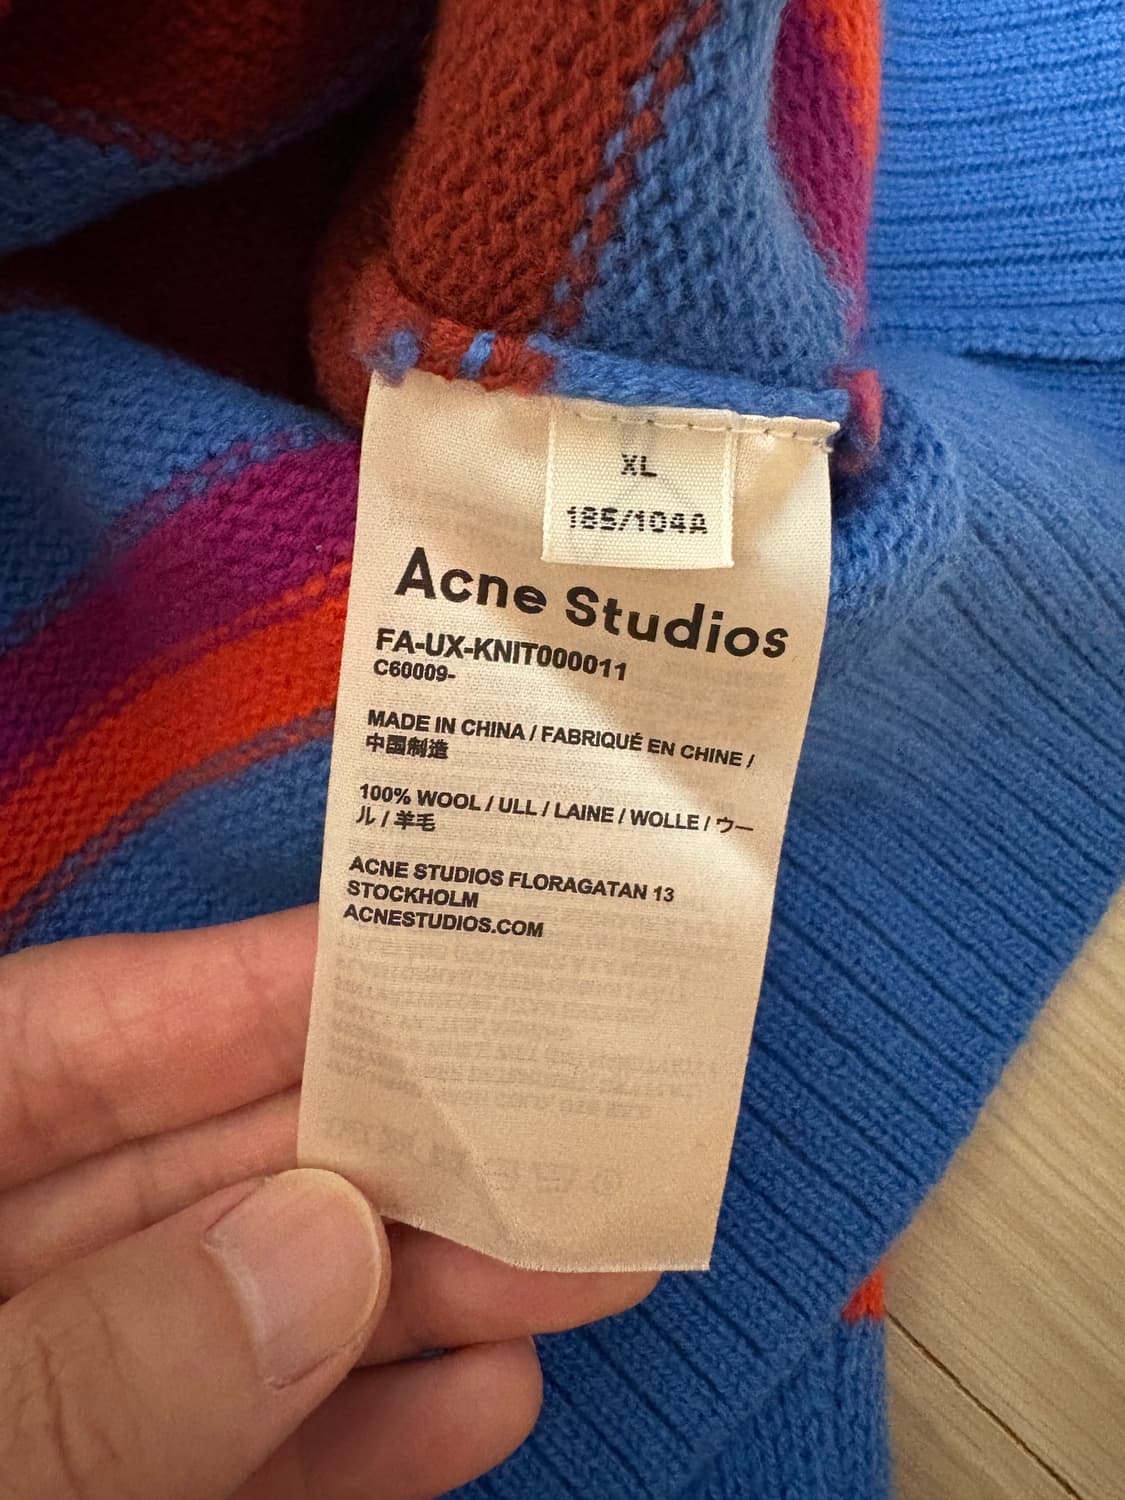 XL
185/104A
Acne Studios
FA-UX-KNIT000011
C60009-
MADE IN CHINA / FABRIQUÉ EN CHINE /
中国制造
100% WOOL / ULL / LAINE / WOLLE / ウー
ル / 羊毛
ACNE STUDIOS FLORAGATAN 13
STOCKHOLM
ACNESTUDIOS.COM